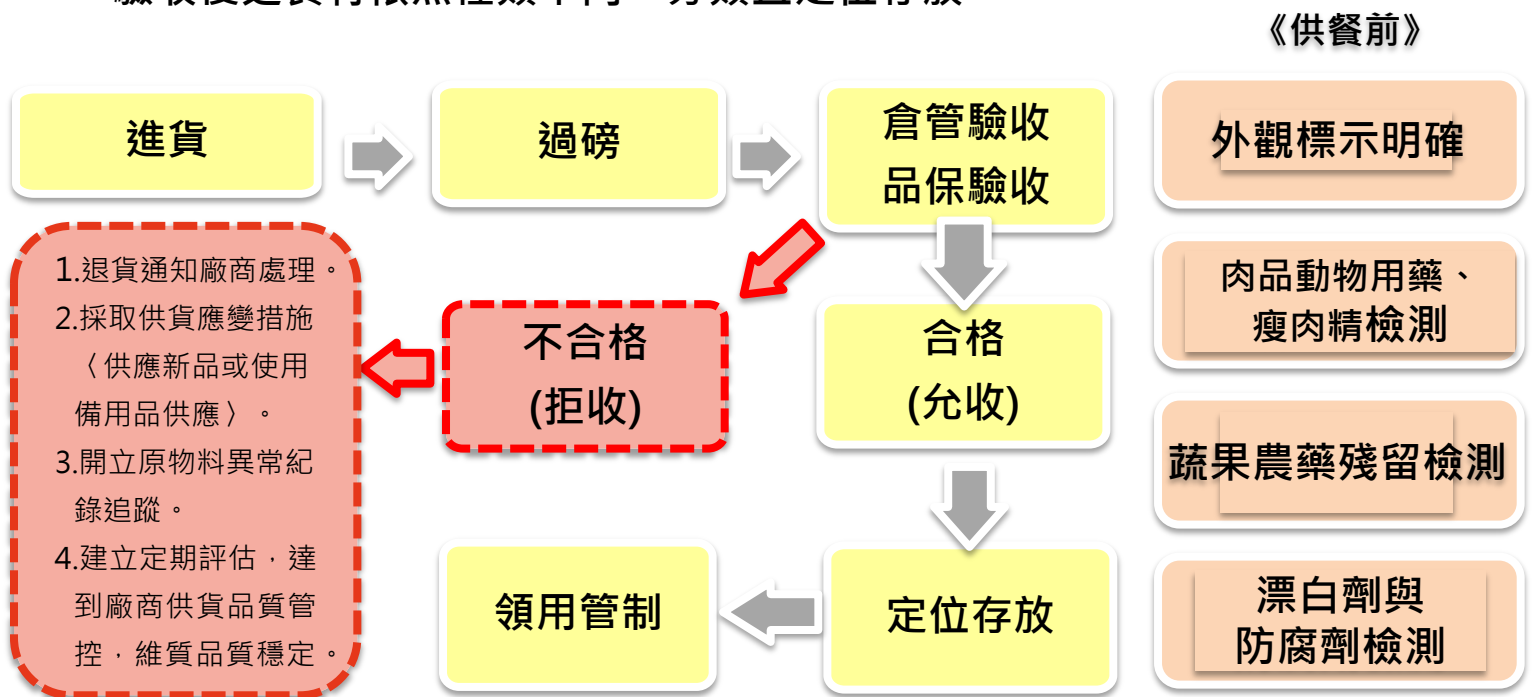 《供餐前》
進貨
過磅
倉管驗收
品保驗收
外觀標示明確
1.退貨通知廠商處理。
2.採取供貨應變措施
〈供應新品或使用
備用品供應〉。
3.開立原物料異常紀
錄追蹤。
4.建立定期評估，達
到廠商供貨品質管
控，維質品質穩定。
不合格
(拒收)
合格
(允收)
肉品動物用藥、
瘦肉精檢測
蔬果農藥殘留檢測
領用管制
定位存放
漂白劑與
防腐劑檢測